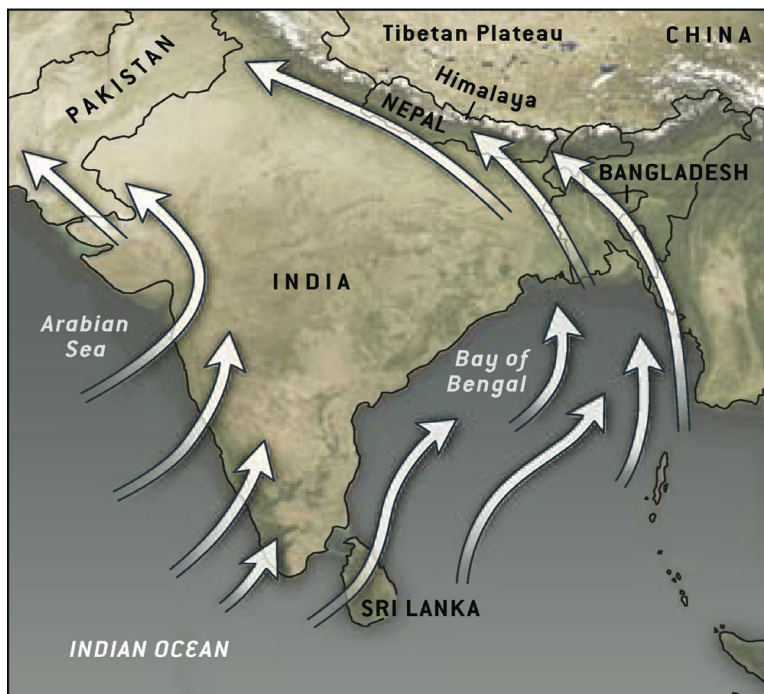 Tibetan Plateau
CHINA
PAKISTAN
Himalaya
NEPAL
BANGLADESH
INDIA
Arabian
Sea
Bay of
Bengal
SRI LANKA
INDIAN OCEAN